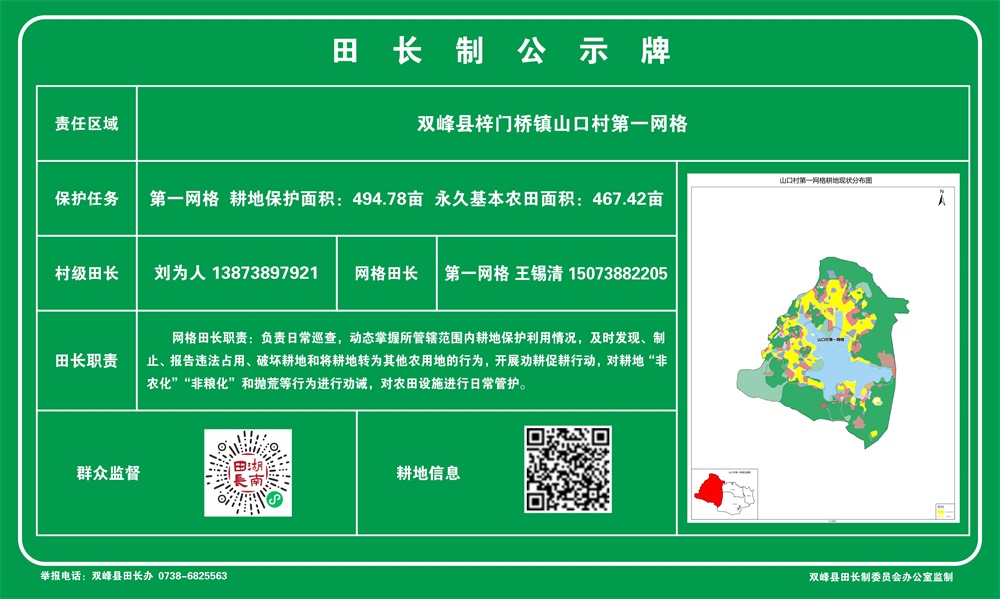 田长制公示牌
责任区域
双峰县梓门桥镇山口村第一网格
保护任务
第一网格 耕地保护面积：494.78亩 永久基本农田面积：467.42亩
村级田长
刘为人 13873897921
网格田长
第一网格 王锡清 15073882205
田长职责
网格田长职责：负责日常巡查，动态掌握所管辖范围内耕地保护利用情况，及时发现、制
止、报告违法占用、破坏耕地和将耕地转为其他农用地的行为，开展劝耕促耕行动，对耕地“非
农化”“非粮化”和抛荒等行为进行劝诫，对农田设施进行日常管护。
山口村第一网格耕地现状分布图
N
山口村第一网格
群众监督
田长
湖南
耕地信息
举报电话：双峰县田长办 0738-6825563
双峰县田长制委员会办公室监制